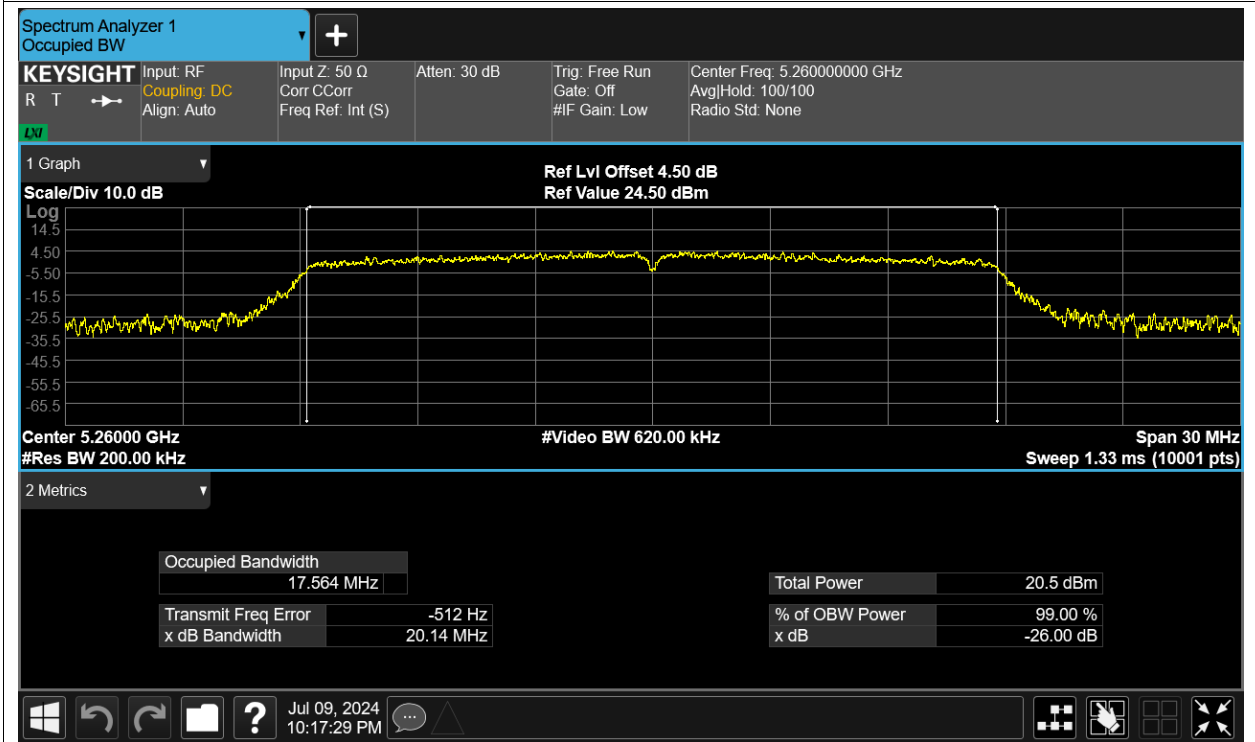 Spectrum Analyzer 1
Occupied BW
KEYSIGHT
R T
LXI
Input: RF
Coupling: DC
Align: Auto
Input Z: 50 Ω
Corr CCorr
Freq Ref: Int (S)
Atten: 30 dB
Trig: Free Run
Gate: Off
#IF Gain: Low
Center Freq: 5.260000000 GHz
Avg|Hold: 100/100
Radio Std: None
1 Graph
Scale/Div 10.0 dB
Ref Lvl Offset 4.50 dB
Ref Value 24.50 dBm
Log
14.5
4.50
-5.50
-15.5
-25.5
-35.5
-45.5
-55.5
-65.5
Center 5.26000 GHz
#Video BW 620.00 kHz
Span 30 MHz
#Res BW 200.00 kHz
Sweep 1.33 ms (10001 pts)
2 Metrics
Occupied Bandwidth
17.564 MHz
Total Power 20.5 dBm
Transmit Freq Error -512 Hz
% of OBW Power 99.00 %
x dB Bandwidth 20.14 MHz
x dB -26.00 dB
?
Jul 09, 2024
10:17:29 PM